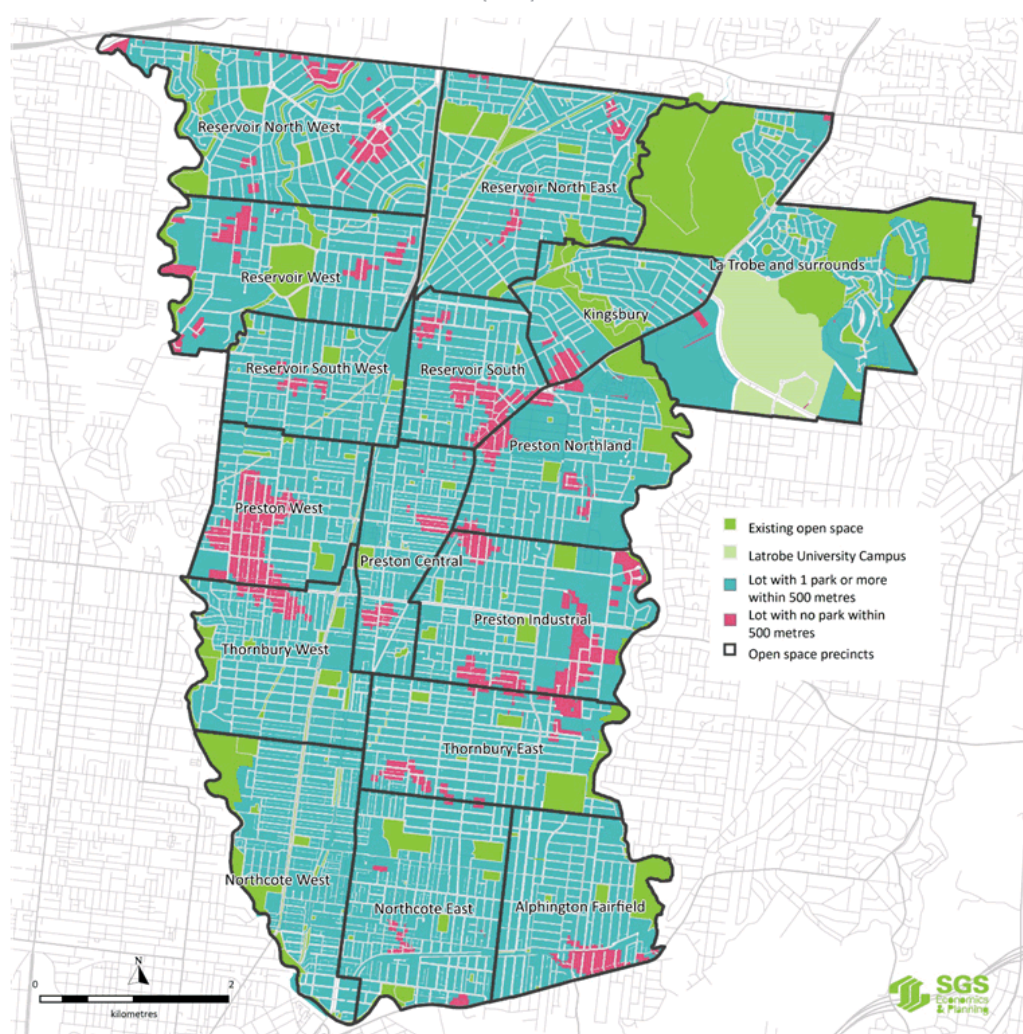 Reservoir North West
Reservoir North East
La Trobe and surrounds
Reservoir West
Kingsbury
Reservoir South West
Reservoir South
Preston Northland
Preston West
Existing open space
Latrobe University Campus
Lot with 1 park or more
within 500 metres
Lot with no park within
500 metres
Open space precincts
Preston Central
Preston Industrial
Thornbury West
Thornbury East
Northcote West
Northcote East
Alphington Fairfield
N
0 2
kilometres
SGS
Economics
& Planning